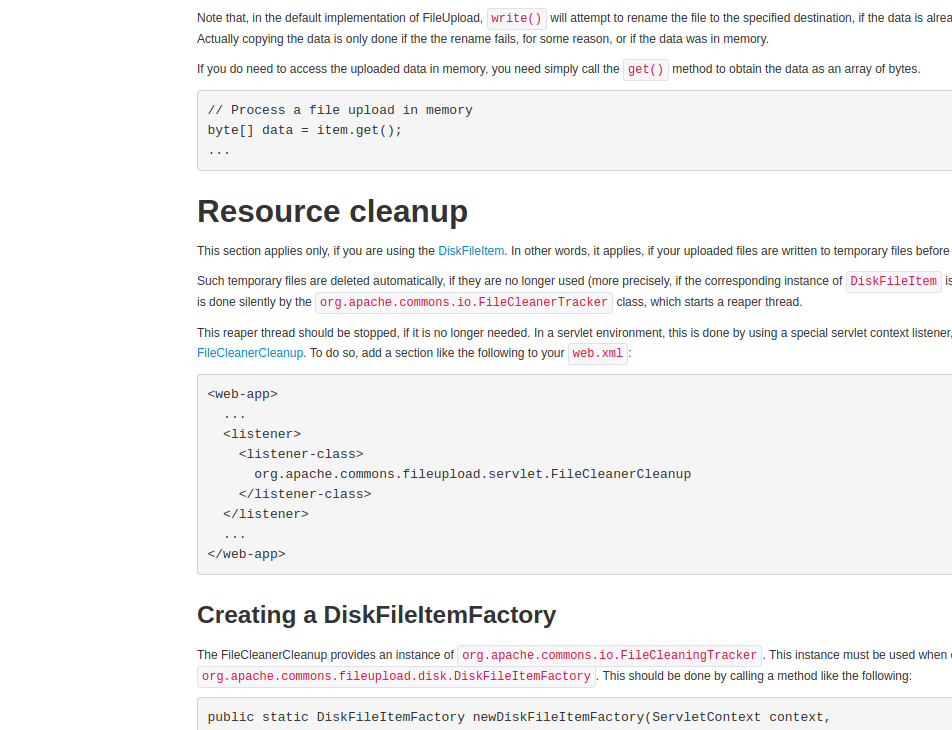 Note that, in the default implementation of FileUpload, write() will attempt to rename the file to the specified destination, if the data is
Actually copying the data is only done if the the rename fails, for some reason, or if the data was in memory.
If you do need to access the uploaded data in memory, you need simply call the get() method to obtain the data as an array of bytes.
// Process a file upload in memory
byte[] data = item.get();
...
Resource cleanup
This section applies only, if you are using the DiskFileItem. In other words, it applies, if your uploaded files are written to temporary files before
Such temporary files are deleted automatically, if they are no longer used (more precisely, if the corresponding instance of DiskFileItem is
is done silently by the org.apache.commons.io.FileCleanerTracker class, which starts a reaper thread.
This reaper thread should be stopped, if it is no longer needed. In a servlet environment, this is done by using a special servlet context listener,
FileCleanerCleanup. To do so, add a section like the following to your web.xml:
<web-app>
  ...
  <listener>
    <listener-class>
      org.apache.commons.fileupload.servlet.FileCleanerCleanup
    </listener-class>
  </listener>
  ...
</web-app>
Creating a DiskFileItemFactory
The FileCleanerCleanup provides an instance of org.apache.commons.io.FileCleaningTracker. This instance must be used when
org.apache.commons.fileupload.disk.DiskFileItemFactory. This should be done by calling a method like the following:
public static DiskFileItemFactory newDiskFileItemFactory(ServletContext context,